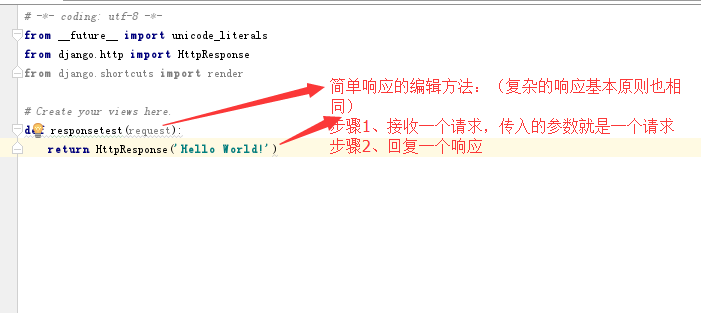 # -*- coding: utf-8 -*-
from __future__ import unicode_literals
from django.http import HttpResponse
from django.shortcuts import render
# Create your views here.
def responsetest(request):
return HttpResponse('Hello World!')
简单响应的编辑方法：（复杂的响应基本原则也相
同）
步骤1、接收一个请求，传入的参数就是一个请求
步骤2、回复一个响应